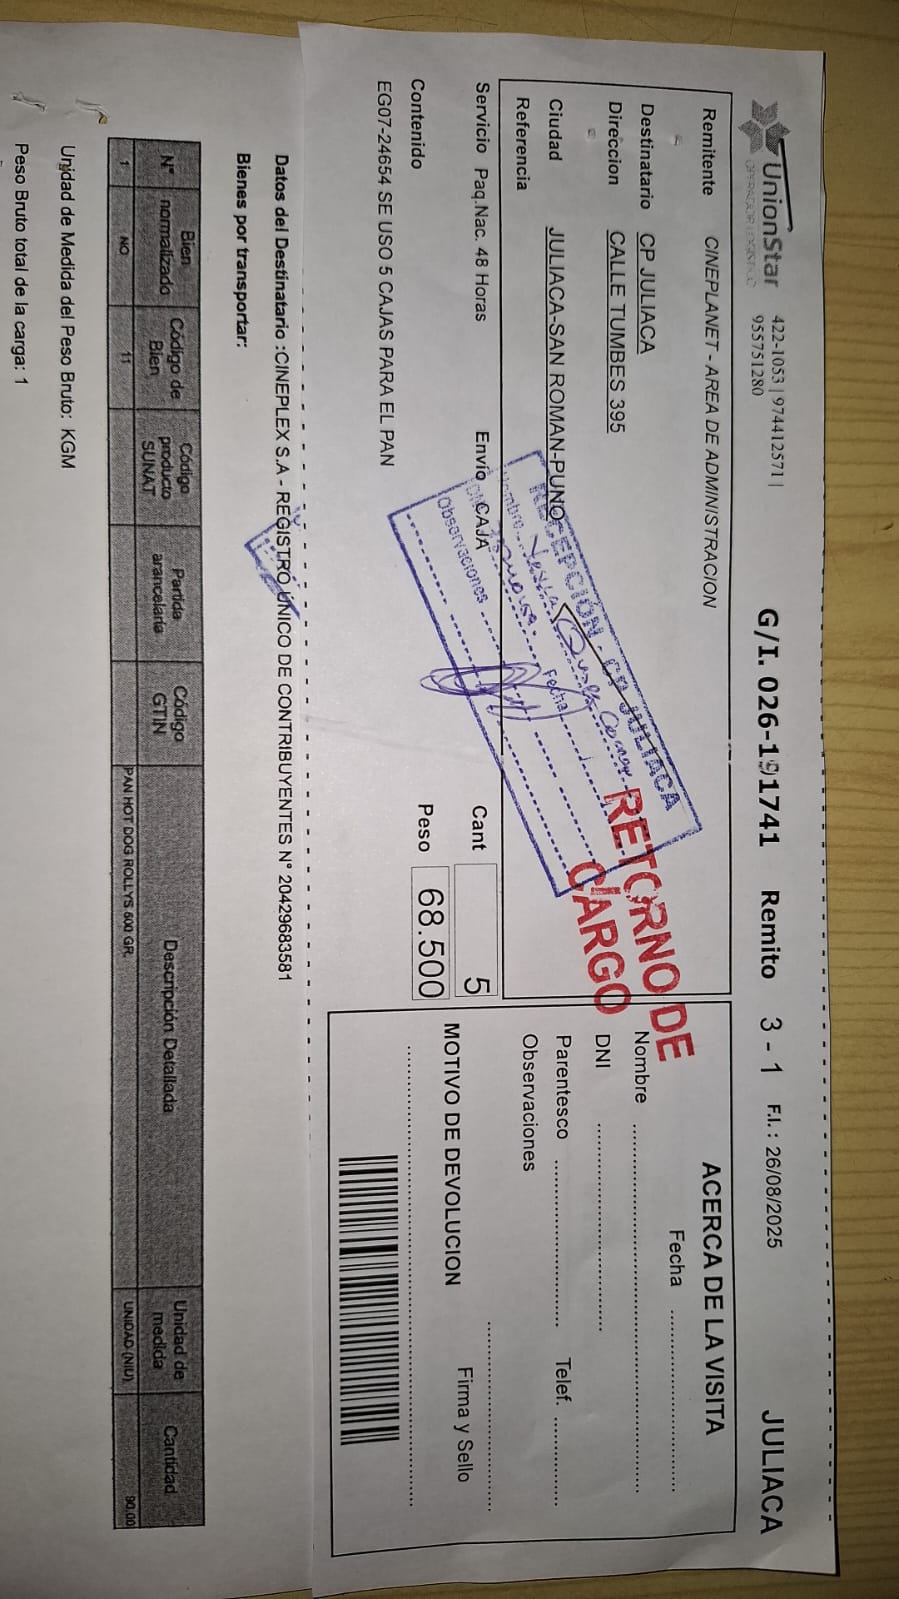 UnionStar
OPERADOR LOGISTICO
422-1053 | 974412571 |
955751280
G/I. 026-191741 Remito 3 - 1 F.I. : 26/08/2025 JULIACA
Remitente CINEPLANET - AREA DE ADMINISTRACION
Destinatario CP JULIACA
Direccion CALLE TUMBES 395
Ciudad JULIACA-SAN ROMAN-PUNO
Referencia
Servicio Paq.Nac. 48 Horas Envío CAJA Cant 5
Contenido Peso 68.500
EG07-24654 SE USO 5 CAJAS PARA EL PAN
RECEPCIÓN - CP JULIACA
Nombre
Fecha
Observaciones
RETORNO DE
CARGO
ACERCA DE LA VISITA
Fecha
Nombre
DNI
Parentesco Telef.
Observaciones
MOTIVO DE DEVOLUCION Firma y Sello
Datos del Destinatario :CINEPLEX S.A - REGISTRO ÚNICO DE CONTRIBUYENTES N° 20429683581
Bienes por transportar:
N° Bien normalizado Código de Bien Código producto SUNAT Partida arancelaria Código GTIN Descripción Detallada Unidad de medida Cantidad
1 NO 11 PAN HOT DOG ROLLYS 600 GR. UNIDAD (NIU) 90.00
Unidad de Medida del Peso Bruto: KGM
Peso Bruto total de la carga: 1